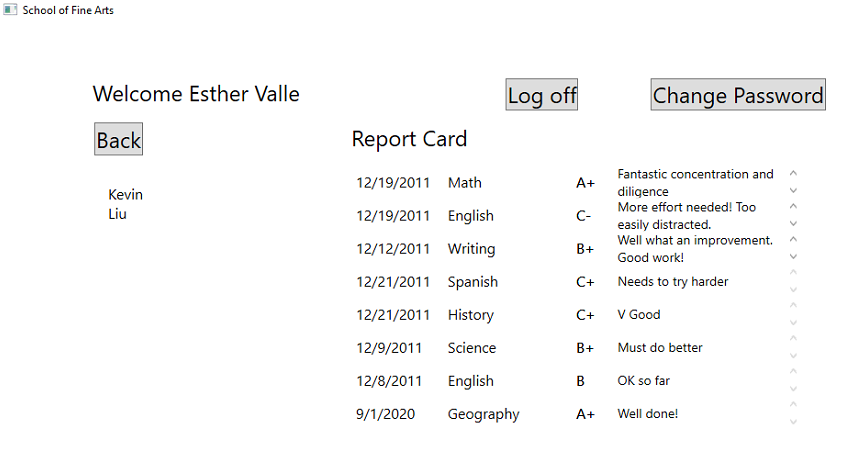 School of Fine Arts
Welcome Esther Valle
Log off
Change Password
Back
Report Card
Kevin
Liu
12/19/2011 Math A+ Fantastic concentration and
diligence
12/19/2011 English C- More effort needed! Too
easily distracted.
12/12/2011 Writing B+ Well what an improvement.
Good work!
12/21/2011 Spanish C+ Needs to try harder
12/21/2011 History C+ V Good
12/9/2011 Science B+ Must do better
12/8/2011 English B OK so far
9/1/2020 Geography A+ Well done!